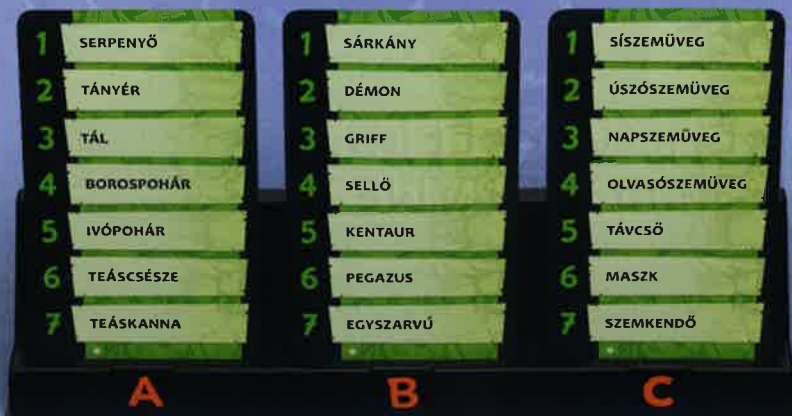 1 SERPENYŐ
2 TÁNYÉR
3 TÁL
4 BOROSPOHÁR
5 IVÓPOHÁR
6 TEÁSCSÉSZE
7 TEÁSKANNA
A
1 SÁRKÁNY
2 DÉMON
3 GRIFF
4 SELLŐ
5 KENTAUR
6 PEGAZUS
7 EGYSZARVÚ
B
1 SÍSZEMÜVEG
2 ÚSZÓSZEMÜVEG
3 NAPSZEMÜVEG
4 OLVASÓSZEMÜVEG
5 TÁVCSŐ
6 MASZK
7 SZEMKENDŐ
C